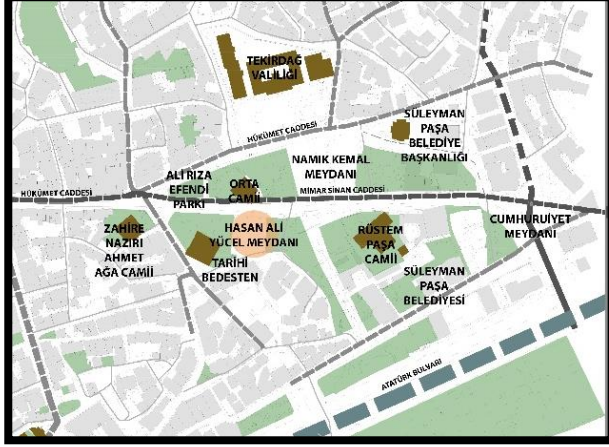 TEKİRDAĞ
VALİLİĞİ
SÜLEYMAN
PAŞA
BELEDİYE
BAŞKANLIĞI
HÜKÜMET CADDESİ
NAMIK KEMAL
MEYDANI
ALİ RIZA
EFENDİ
PARKI
ORTA
CAMİİ
HÜKÜMET CADDESİ
MİMAR SİNAN CADDESİ
ZAHİRE
NAZIRI
AHMET
AĞA CAMİİ
HASAN ALİ
YÜCEL MEYDANI
TARİHİ
BEDESTEN
RÜSTEM
PAŞA
CAMİİ
CUMHURUİYET
MEYDANI
SÜLEYMAN
PAŞA
BELEDİYESİ
ATATÜRK BULVARI